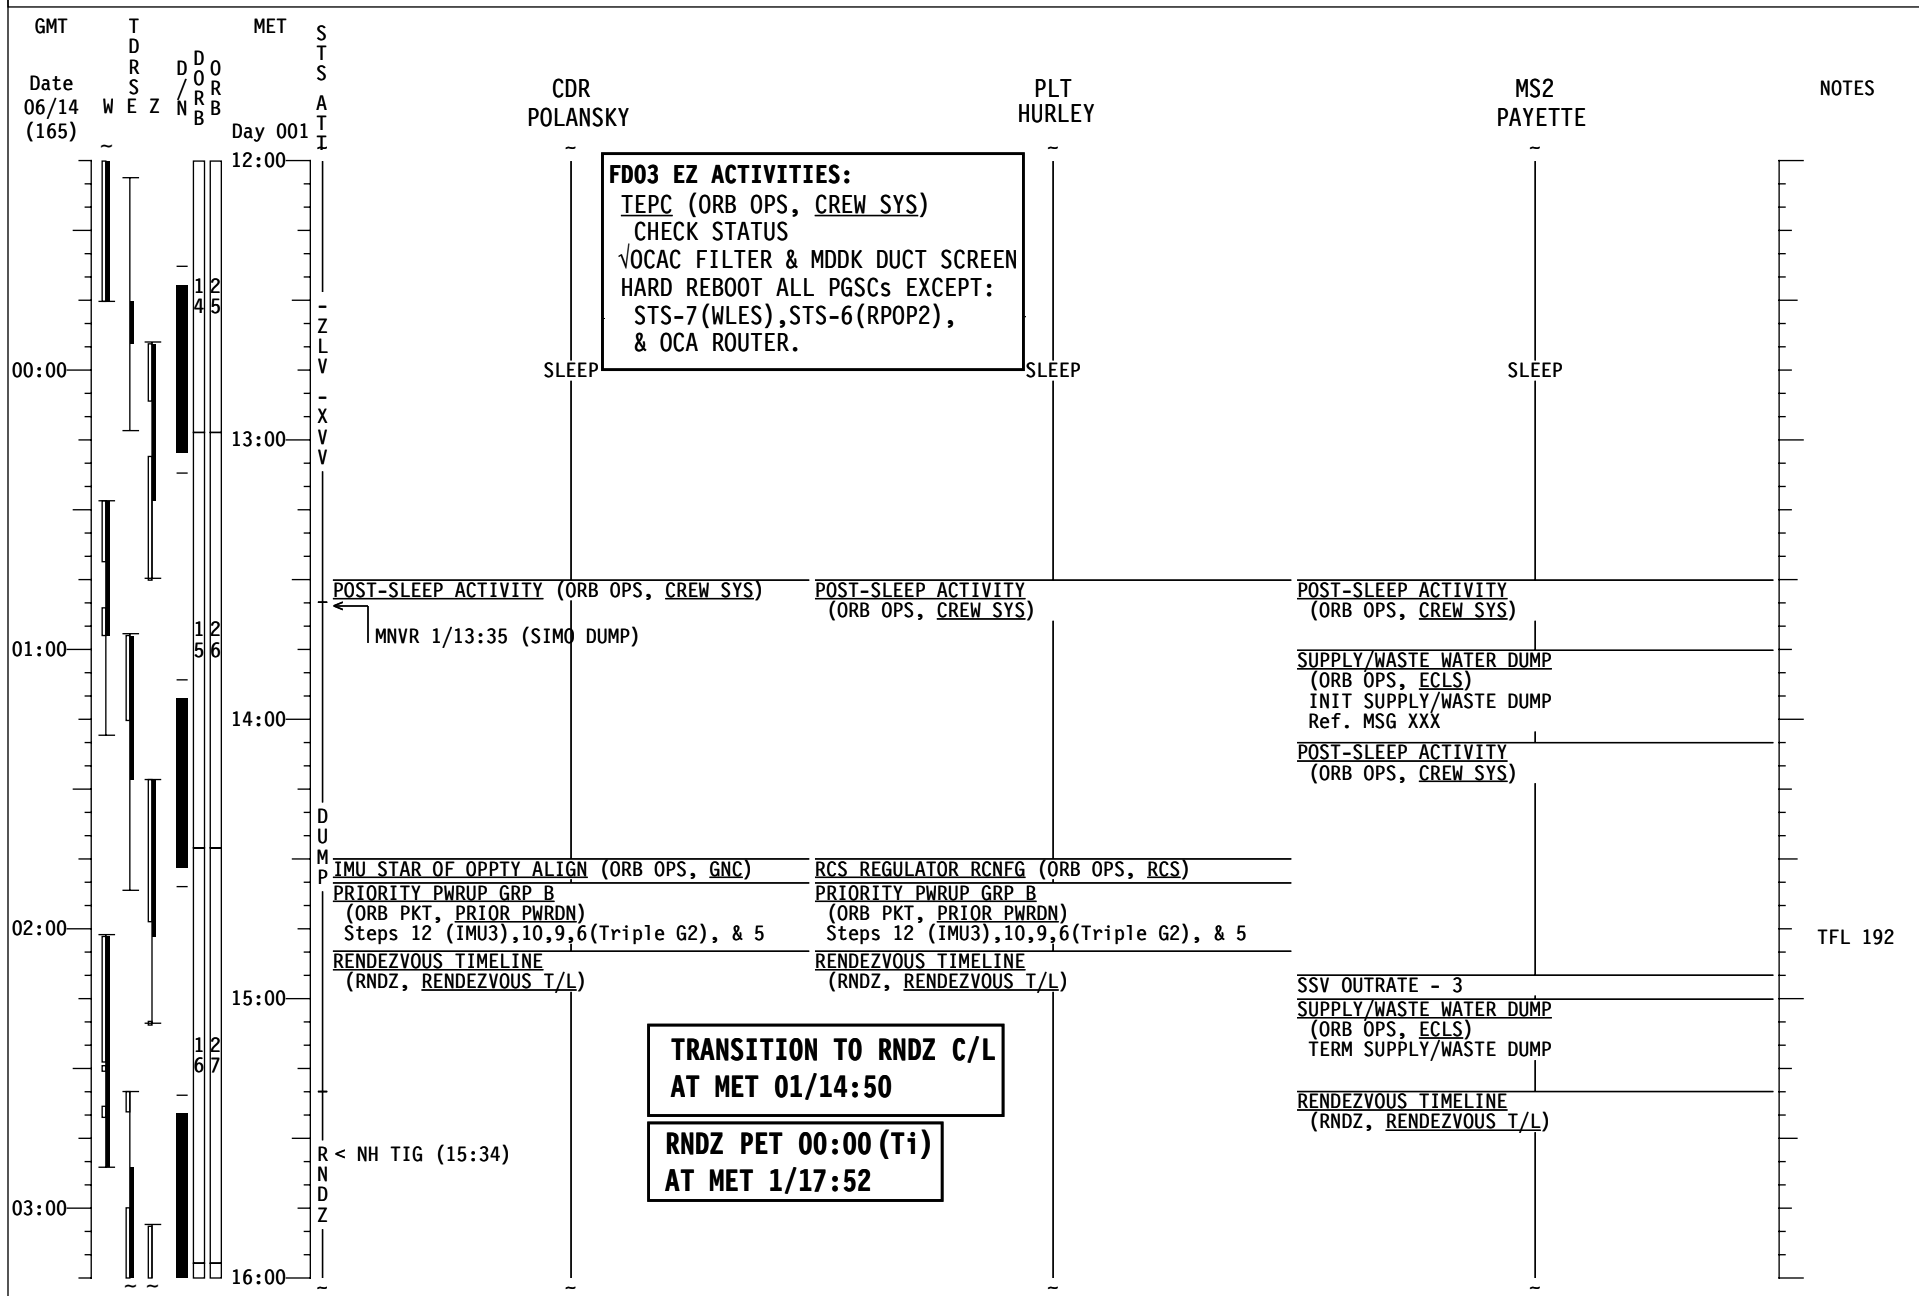 GMT
TDRS
MET
STS ATTI
W E Z
D/N
DORB
ORB
Date
06/14
(165)
Day 001
CDR
POLANSKY
PLT
HURLEY
MS2
PAYETTE
NOTES
~
~
~
~
12:00
FD03 EZ ACTIVITIES:
TEPC (ORB OPS, CREW SYS)
CHECK STATUS
√OCAC FILTER & MDDK DUCT SCREEN
HARD REBOOT ALL PGSCs EXCEPT:
STS-7(WLES),STS-6(RPOP2),
& OCA ROUTER.
14
25
-ZLV -XVV
00:00
SLEEP
SLEEP
SLEEP
13:00
POST-SLEEP ACTIVITY (ORB OPS, CREW SYS)
MNVR 1/13:35 (SIMO DUMP)
POST-SLEEP ACTIVITY
(ORB OPS, CREW SYS)
POST-SLEEP ACTIVITY
(ORB OPS, CREW SYS)
01:00
15
26
SUPPLY/WASTE WATER DUMP
(ORB OPS, ECLS)
INIT SUPPLY/WASTE DUMP
Ref. MSG XXX
14:00
POST-SLEEP ACTIVITY
(ORB OPS, CREW SYS)
DUMP
IMU STAR OF OPPTY ALIGN (ORB OPS, GNC)
PRIORITY PWRUP GRP B
(ORB PKT, PRIOR PWRDN)
Steps 12 (IMU3),10,9,6(Triple G2), & 5
RENDEZVOUS TIMELINE
(RNDZ, RENDEZVOUS T/L)
RCS REGULATOR RCNFG (ORB OPS, RCS)
PRIORITY PWRUP GRP B
(ORB PKT, PRIOR PWRDN)
Steps 12 (IMU3),10,9,6(Triple G2), & 5
RENDEZVOUS TIMELINE
(RNDZ, RENDEZVOUS T/L)
02:00
TFL 192
SSV OUTRATE - 3
15:00
SUPPLY/WASTE WATER DUMP
(ORB OPS, ECLS)
TERM SUPPLY/WASTE DUMP
16
27
TRANSITION TO RNDZ C/L
AT MET 01/14:50
RENDEZVOUS TIMELINE
(RNDZ, RENDEZVOUS T/L)
RNDZ
< NH TIG (15:34)
RNDZ PET 00:00 (Ti)
AT MET 1/17:52
03:00
16:00
~
~
~
~
~
~